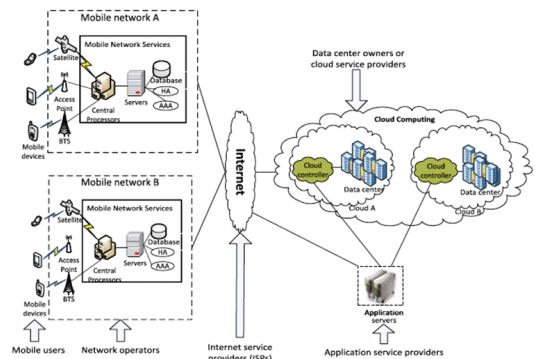 Mobile network A
Mobile Network Services
Satellite
Database
HA
AAA
Servers
Access
Point
Central
Processors
Mobile
devices
BTS
Mobile network B
Mobile Network Services
Satellite
Database
HA
AAA
Servers
Access
Point
Central
Processors
Mobile
devices
BTS
Mobile users
Network operators
Internet
Internet service
providers (ISPs)
Data center owners or
cloud service providers
Cloud Computing
Cloud
controller
Data center
Cloud A
Cloud
controller
Data center
Cloud B
Application
servers
Application service providers